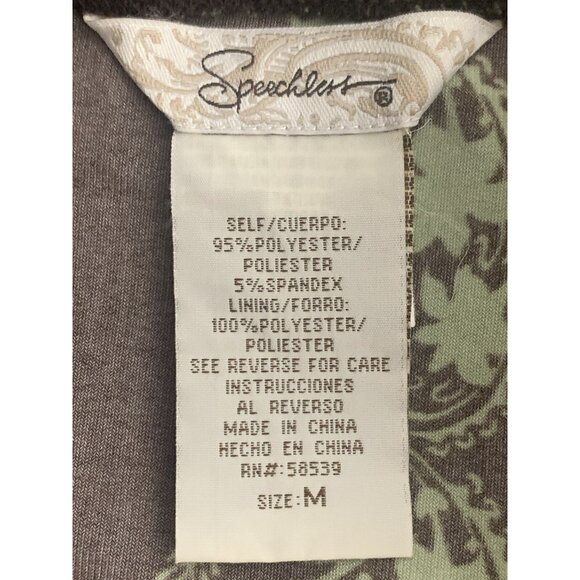 Speechless ®
SELF/CUERPO:
95%POLYESTER/
POLIESTER
5%SPANDEX
LINING/FORRO:
100%POLYESTER/
POLIESTER
SEE REVERSE FOR CARE
INSTRUCCIONES
AL REVERSO
MADE IN CHINA
HECHO EN CHINA
RN#:58539
SIZE:M